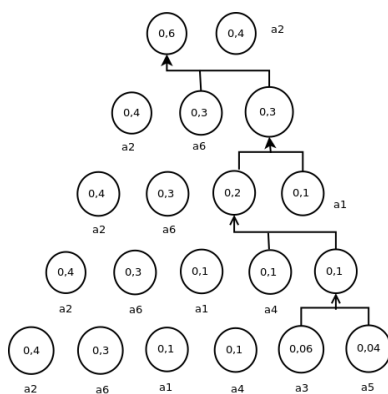 0,6 0,4 a2
0,4 0,3 0,3
a2 a6
0,4 0,3 0,2 0,1 a1
a2 a6
0,4 0,3 0,1 0,1 0,1
a2 a6 a1 a4
0,4 0,3 0,1 0,1 0,06 0,04
a2 a6 a1 a4 a3 a5